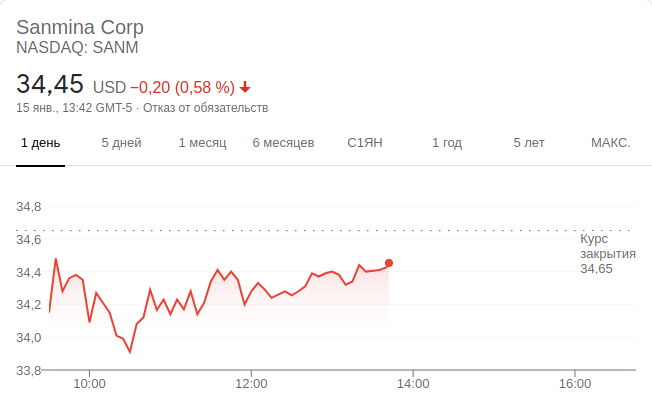 Sanmina Corp
NASDAQ: SANM
34,45 USD −0,20 (0,58 %)
15 янв., 13:42 GMT-5 · Отказ от обязательств
1 день 5 дней 1 месяц 6 месяцев С1ЯН 1 год 5 лет МАКС.
34,8
34,6
34,4
34,2
34,0
33,8
Курс
закрытия
34,65
10:00 12:00 14:00 16:00